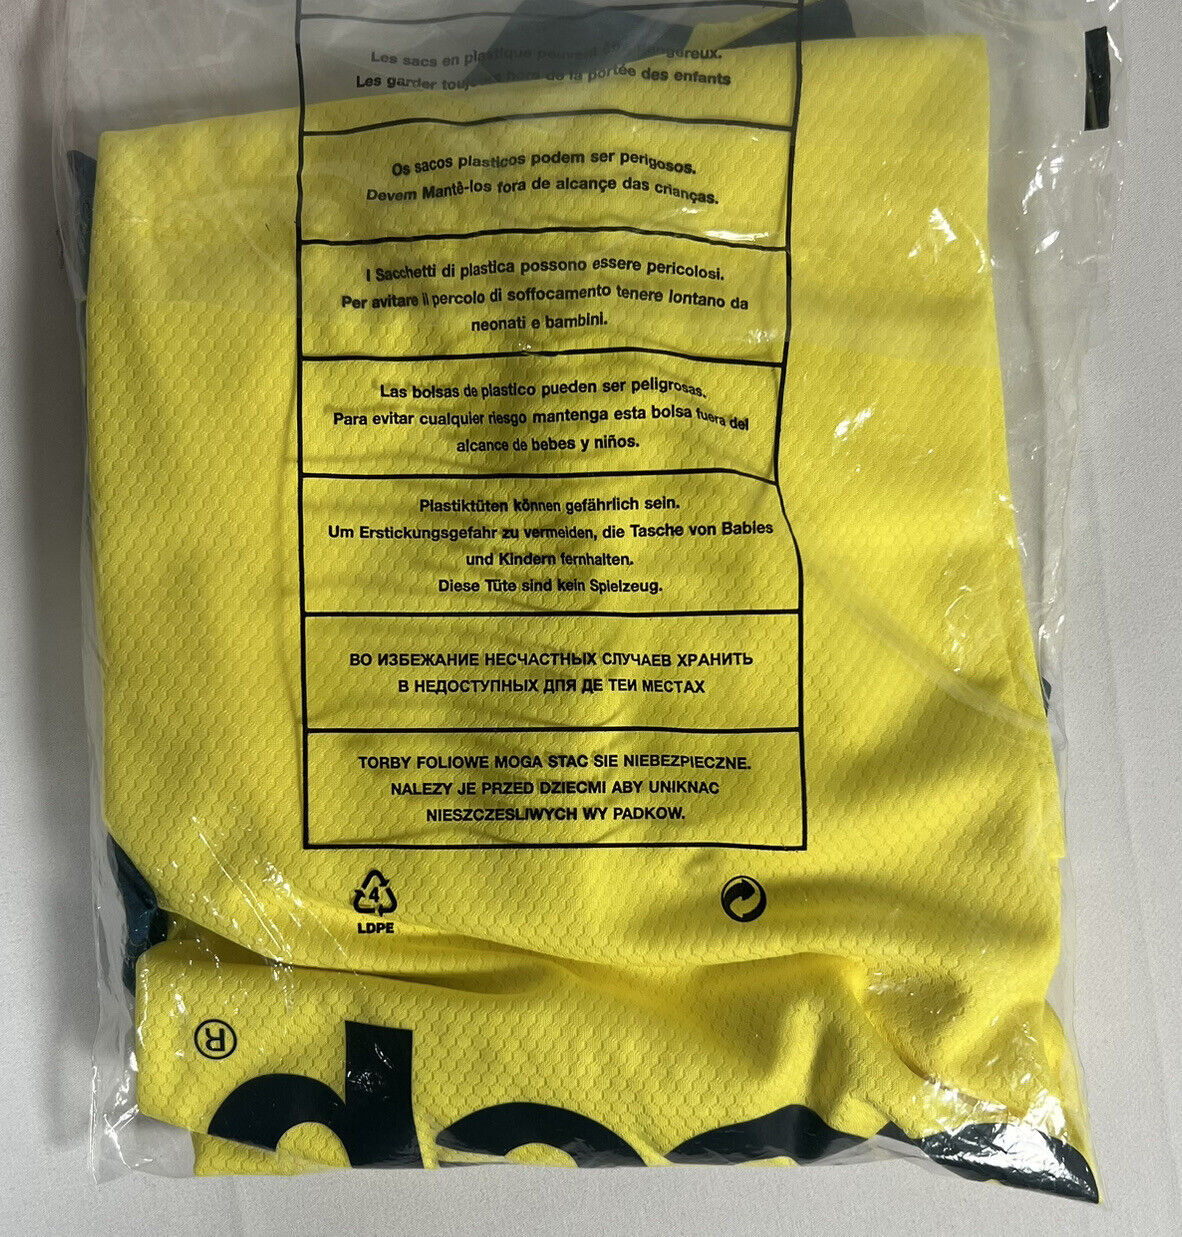 Les sacs en plastique peuvent être dangereux.
Les garder toujours hors de la portée des enfants
Os sacos plasticos podem ser perigosos.
Devem Mantê-los fora de alcançe das crianças.
I Sacchetti di plastica possono essere pericolosi.
Per avitare il percolo di soffocamento tenere lontano da
neonati e bambini.
Las bolsas de plastico pueden ser peligrosas.
Para evitar cualquier riesgo mantenga esta bolsa fuera del
alcance de bebes y niños.
Plastiktüten können gefährlich sein.
Um Erstickungsgefahr zu vermeiden, die Tasche von Babies
und Kindern fernhalten.
Diese Tüte sind kein Spielzeug.
ВО ИЗБЕЖАНИЕ НЕСЧАСТНЫХ СЛУЧАЕВ ХРАНИТЬ
В НЕДОСТУПНЫХ ДПЯ ДЕ ТЕИ МЕСТАХ
TORBY FOLIOWE MOGA STAC SIE NIEBEZPIECZNE.
NALEZY JE PRZED DZIECMI ABY UNIKNAC
NIESZCZESLIWYCH WY PADKOW.
4
LDPE
®